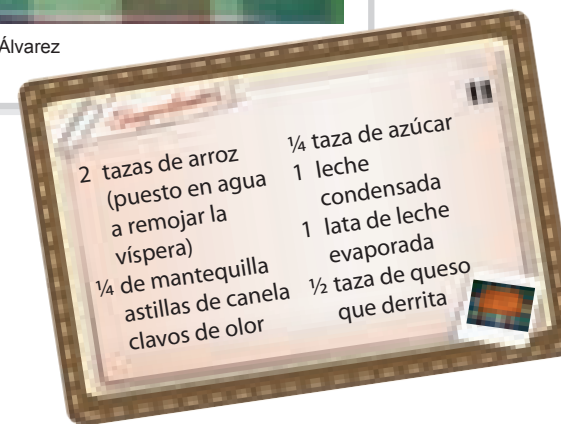 Álvarez
2 tazas de arroz
(puesto en agua
a remojar la
víspera)
¼ de mantequilla
astillas de canela
clavos de olor
¼ taza de azúcar
1 leche
condensada
1 lata de leche
evaporada
½ taza de queso
que derrita